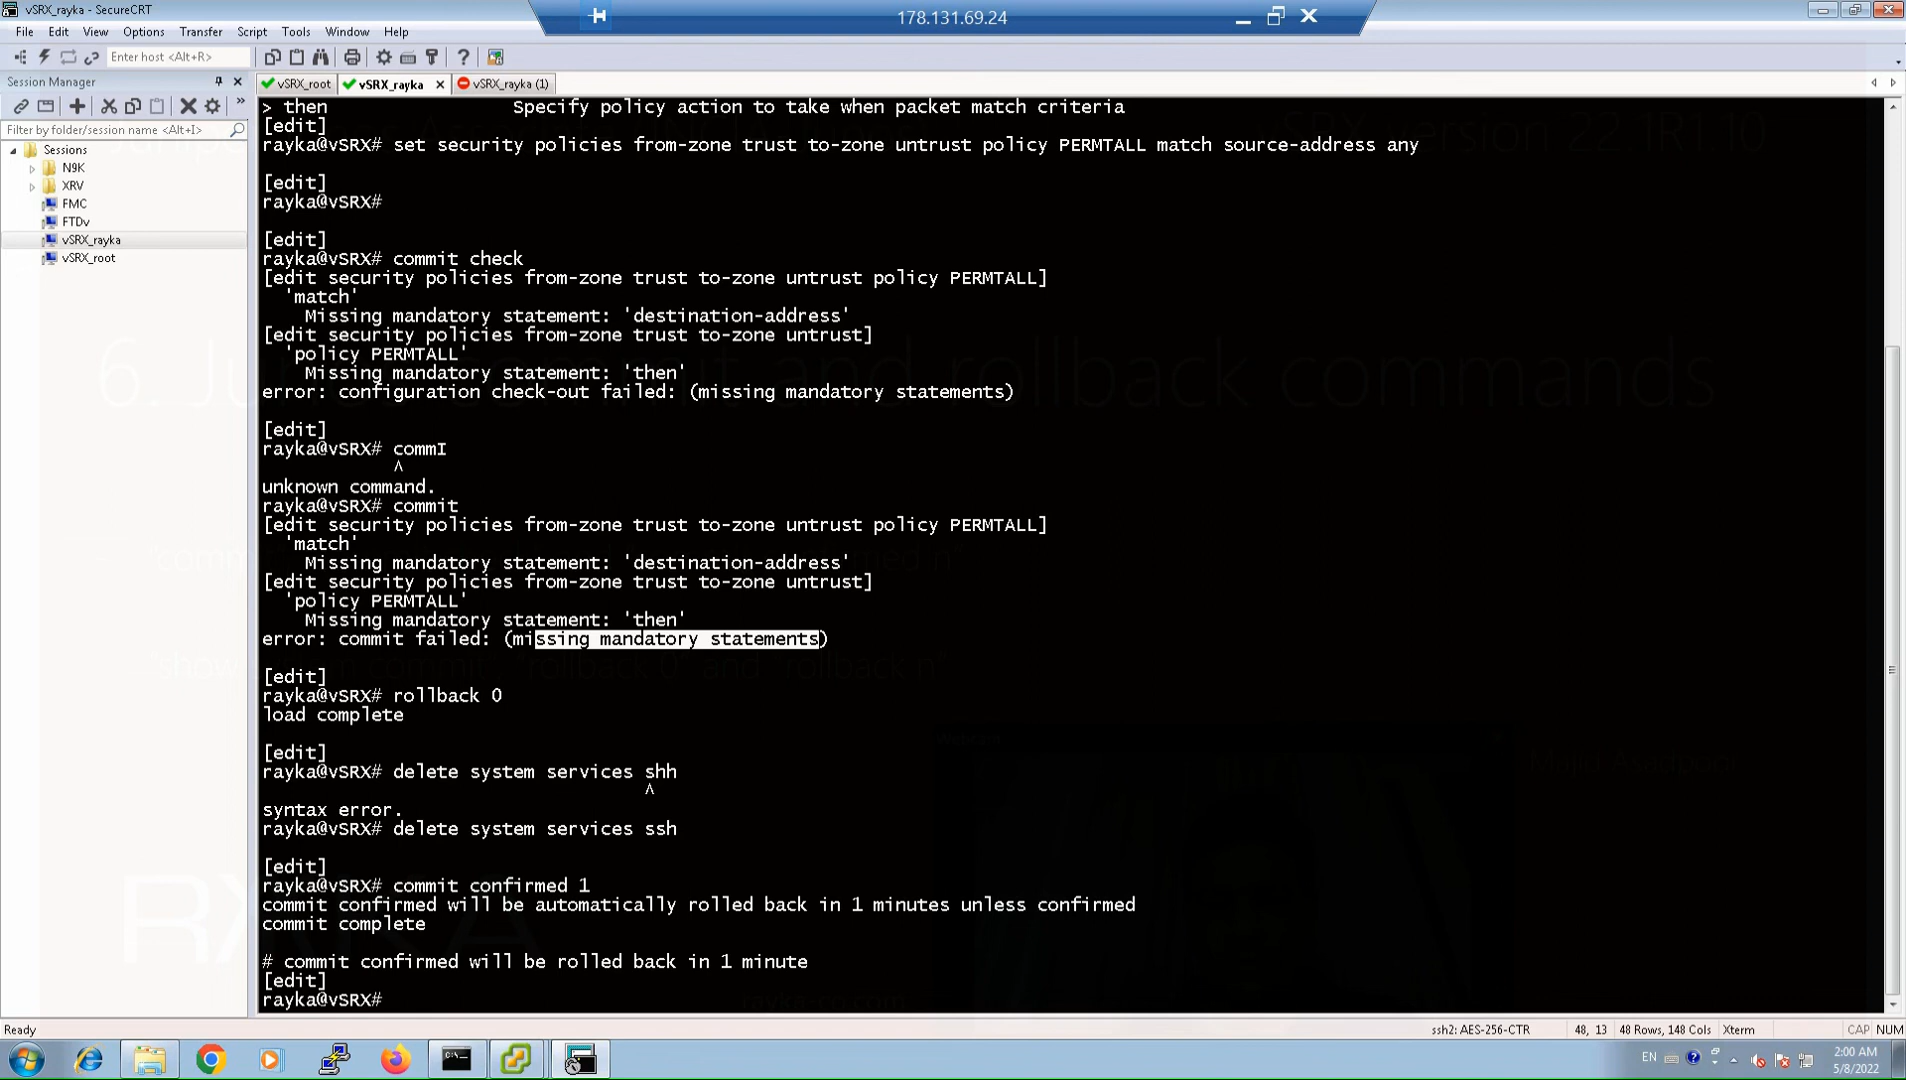 vSRX_rayka - SecureCRT
178.131.69.24
File Edit View Options Transfer Script Tools Window Help
Enter host <Alt+R>
Session Manager
vSRX_root
vSRX_rayka
vSRX_rayka (1)
Filter by folder/session name <Alt+I>
Sessions
N9K
XRV
FMC
FTDv
vSRX_rayka
vSRX_root
> then Specify policy action to take when packet match criteria
[edit]
rayka@vSRX# set security policies from-zone trust to-zone untrust policy PERMTALL match source-address any
[edit]
rayka@vSRX#
[edit]
rayka@vSRX# commit check
[edit security policies from-zone trust to-zone untrust policy PERMTALL]
'match'
Missing mandatory statement: 'destination-address'
[edit security policies from-zone trust to-zone untrust]
'policy PERMTALL'
Missing mandatory statement: 'then'
error: configuration check-out failed: (missing mandatory statements)
[edit]
rayka@vSRX# commI
^
unknown command.
rayka@vSRX# commit
[edit security policies from-zone trust to-zone untrust policy PERMTALL]
'match'
Missing mandatory statement: 'destination-address'
[edit security policies from-zone trust to-zone untrust]
'policy PERMTALL'
Missing mandatory statement: 'then'
error: commit failed: (missing mandatory statements)
[edit]
rayka@vSRX# rollback 0
load complete
[edit]
rayka@vSRX# delete system services shh
^
syntax error.
rayka@vSRX# delete system services ssh
[edit]
rayka@vSRX# commit confirmed 1
commit confirmed will be automatically rolled back in 1 minutes unless confirmed
commit complete
# commit confirmed will be rolled back in 1 minute
[edit]
rayka@vSRX#
vSRX version 22.1R1.10
and rollback commands
Ready
ssh2: AES-256-CTR 48, 13 48 Rows, 148 Cols Xterm CAP NUM
EN
2:00 AM
5/8/2022